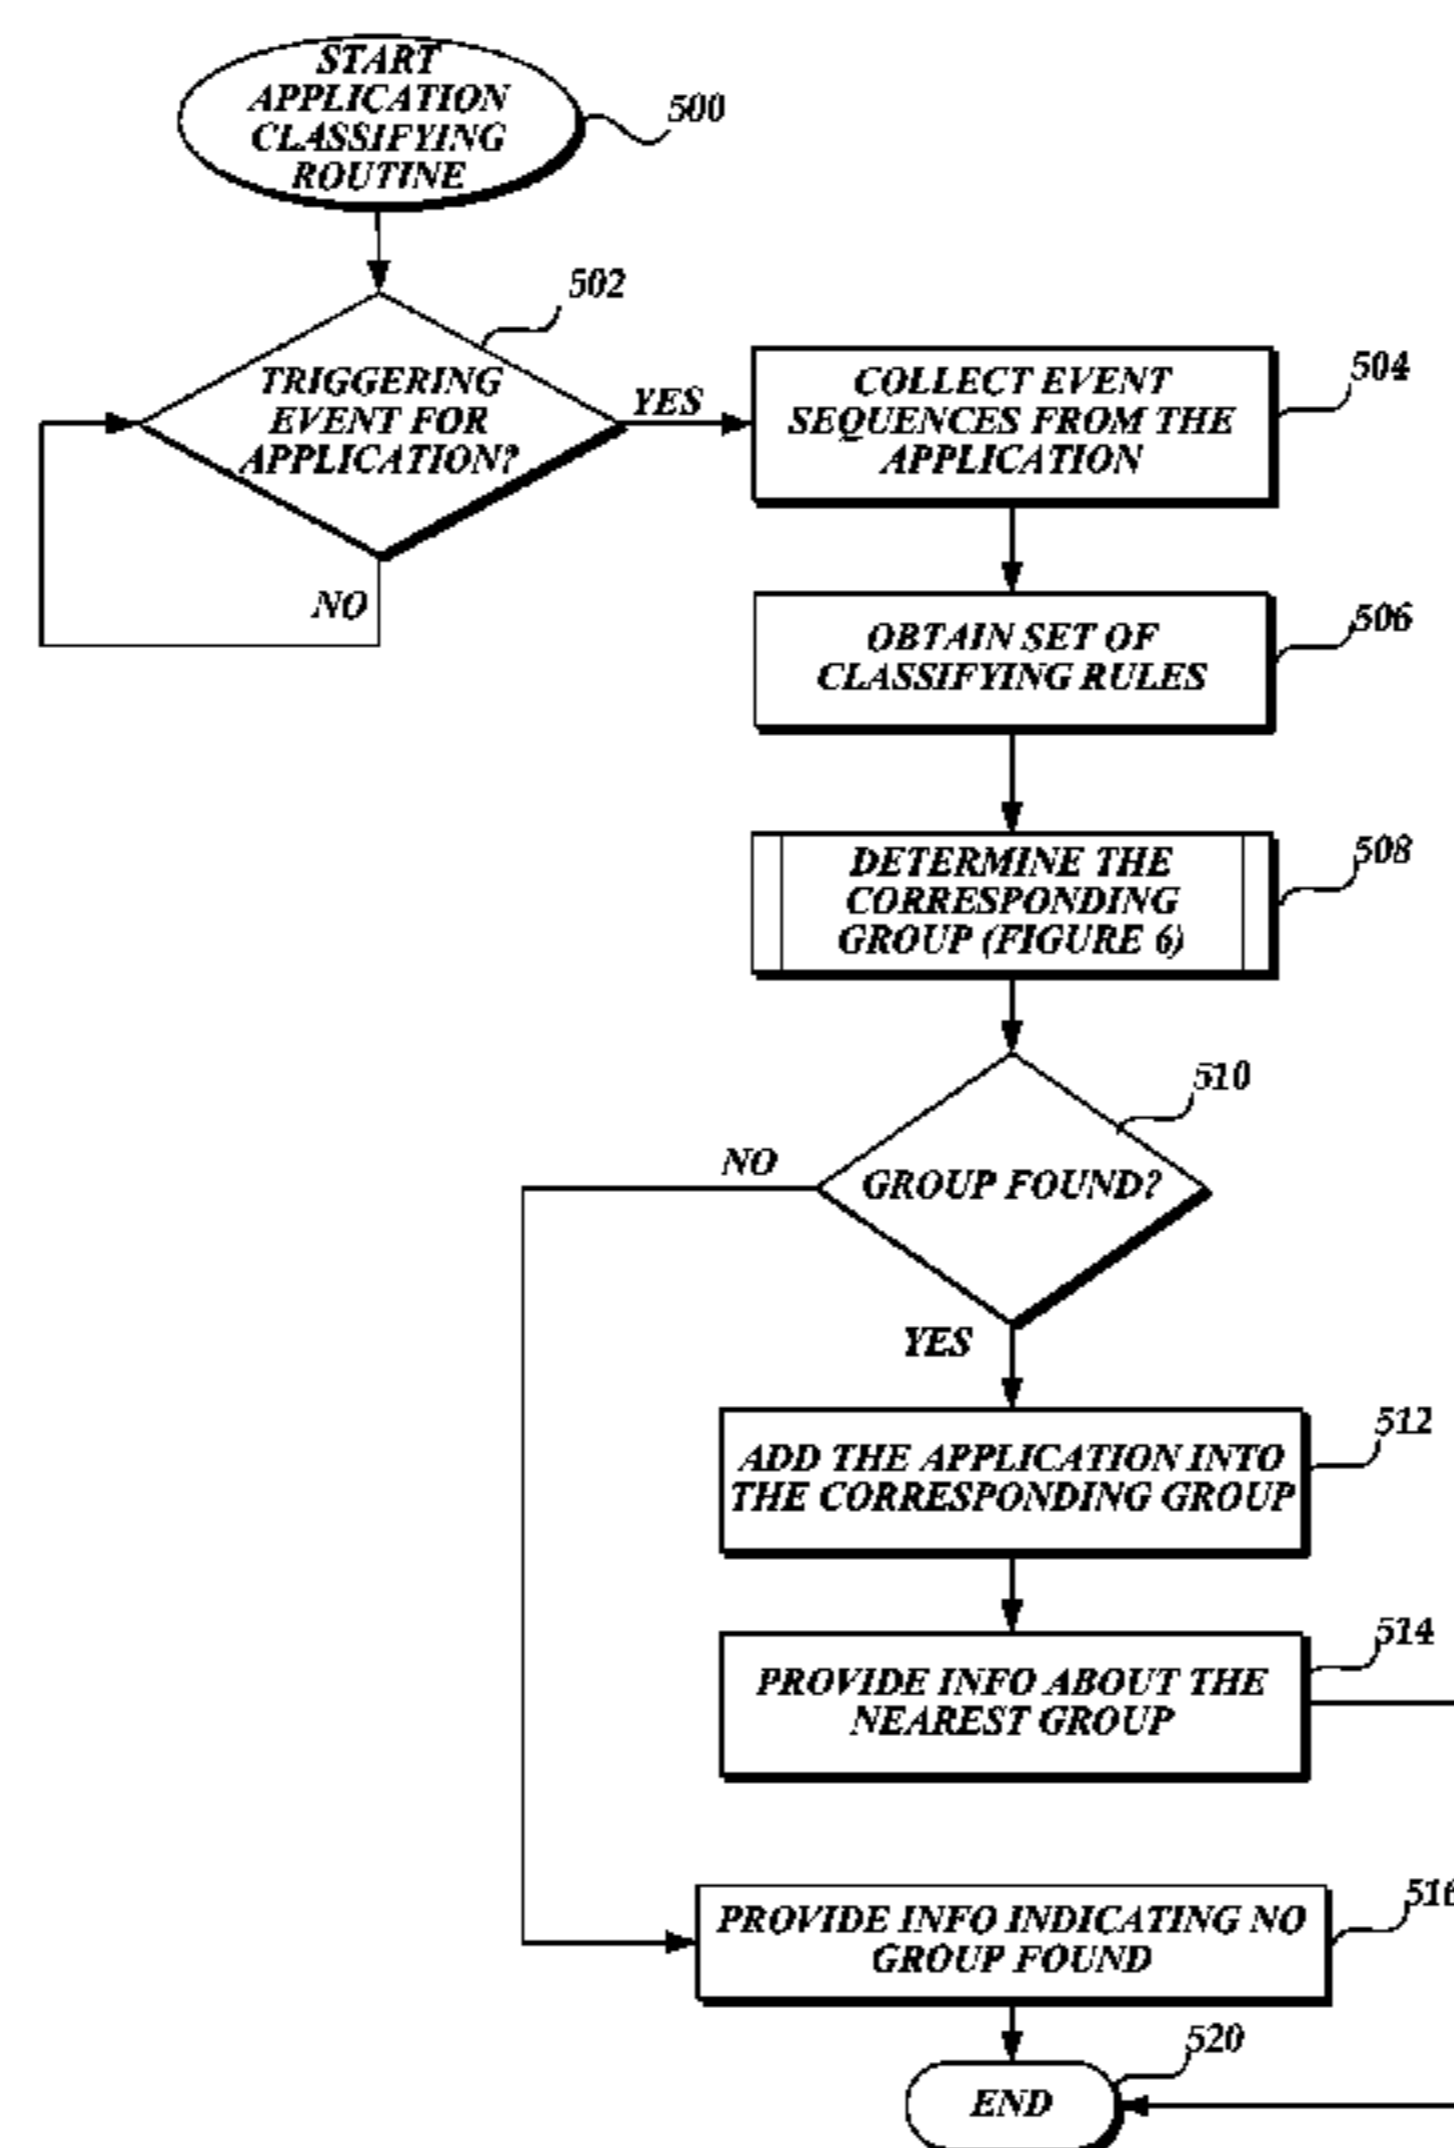 START
APPLICATION
CLASSIFYING
ROUTINE
500
502
TRIGGERING
EVENT FOR
APPLICATION?
YES
NO
COLLECT EVENT
SEQUENCES FROM THE
APPLICATION
504
OBTAIN SET OF
CLASSIFYING RULES
506
DETERMINE THE
CORRESPONDING
GROUP (FIGURE 6)
508
510
GROUP FOUND?
NO
YES
ADD THE APPLICATION INTO
THE CORRESPONDING GROUP
512
PROVIDE INFO ABOUT THE
NEAREST GROUP
514
PROVIDE INFO INDICATING NO
GROUP FOUND
516
520
END